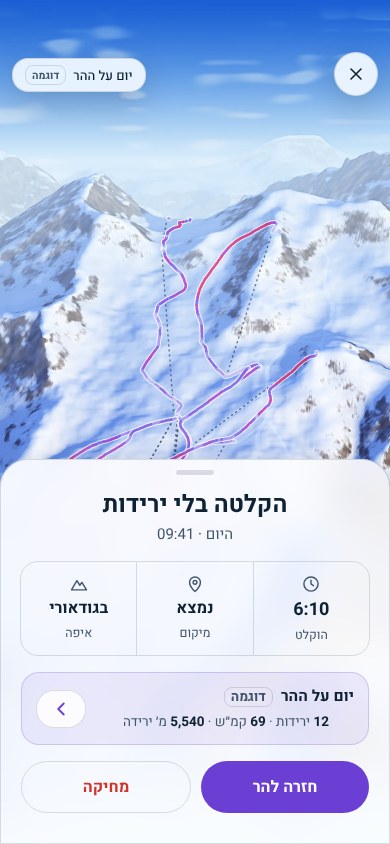 יום על ההר דוגמה
הקלטה בלי ירידות
היום · 09:41
6:10
הוקלט
נמצא
מיקום
בגודאורי
איפה
יום על ההר דוגמה
12 ירידות · 69 קמ״ש · 5,540 מ׳ ירידה
חזרה להר
מחיקה